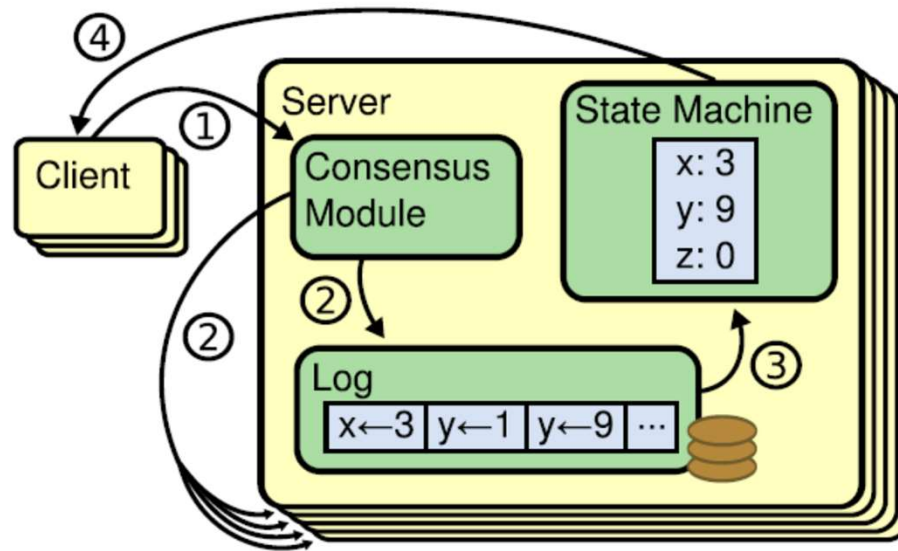 ④
①
Client
Server
Consensus
Module
State Machine
x: 3
y: 9
z: 0
②
②
③
Log
x←3 y←1 y←9 ...